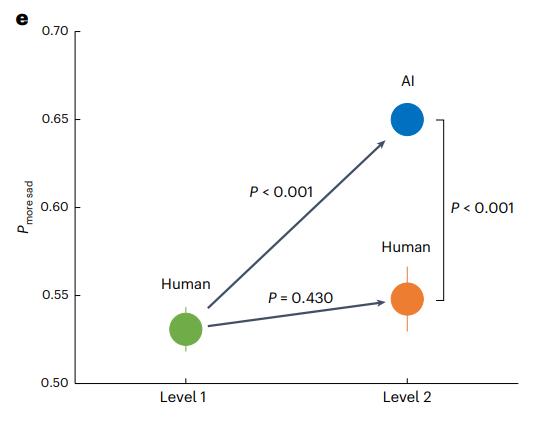 e
0.70
AI
0.65
P < 0.001
P more sad
0.60
P < 0.001
Human
Human
0.55
P = 0.430
0.50
Level 1
Level 2